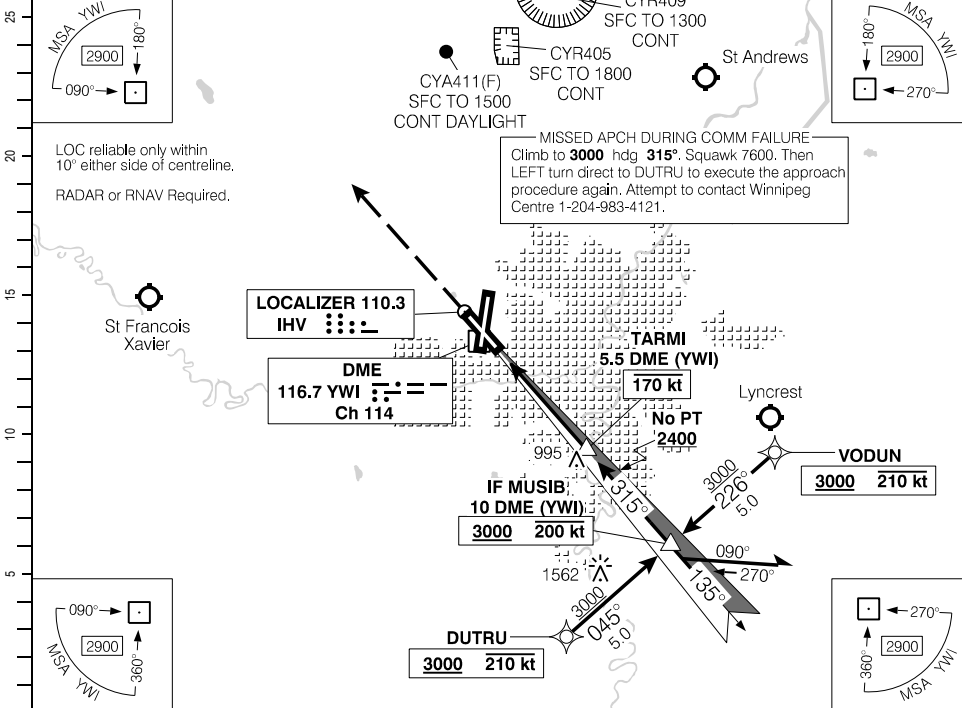 25
20
15
10
5
MSA YWI
2900
180°
090°
CYR409
SFC TO 1300
CONT
CYR405
SFC TO 1800
CONT
CYA411(F)
SFC TO 1500
CONT DAYLIGHT
St Andrews
MSA YWI
2900
180°
270°
LOC reliable only within
10° either side of centreline.
RADAR or RNAV Required.
MISSED APCH DURING COMM FAILURE
Climb to 3000 hdg 315°. Squawk 7600. Then
LEFT turn direct to DUTRU to execute the approach
procedure again. Attempt to contact Winnipeg
Centre 1-204-983-4121.
St Francois
Xavier
LOCALIZER 110.3
IHV
DME
116.7 YWI
Ch 114
TARMI
5.5 DME (YWI)
170 kt
No PT
2400
Lyncrest
995
VODUN
3000 210 kt
3000
226°
5.0
IF MUSIB
10 DME (YWI)
3000 200 kt
315°
090°
270°
135°
1562
3000
045°
5.0
DUTRU
3000 210 kt
090°
2900
360°
MSA YWI
270°
2900
360°
MSA YWI